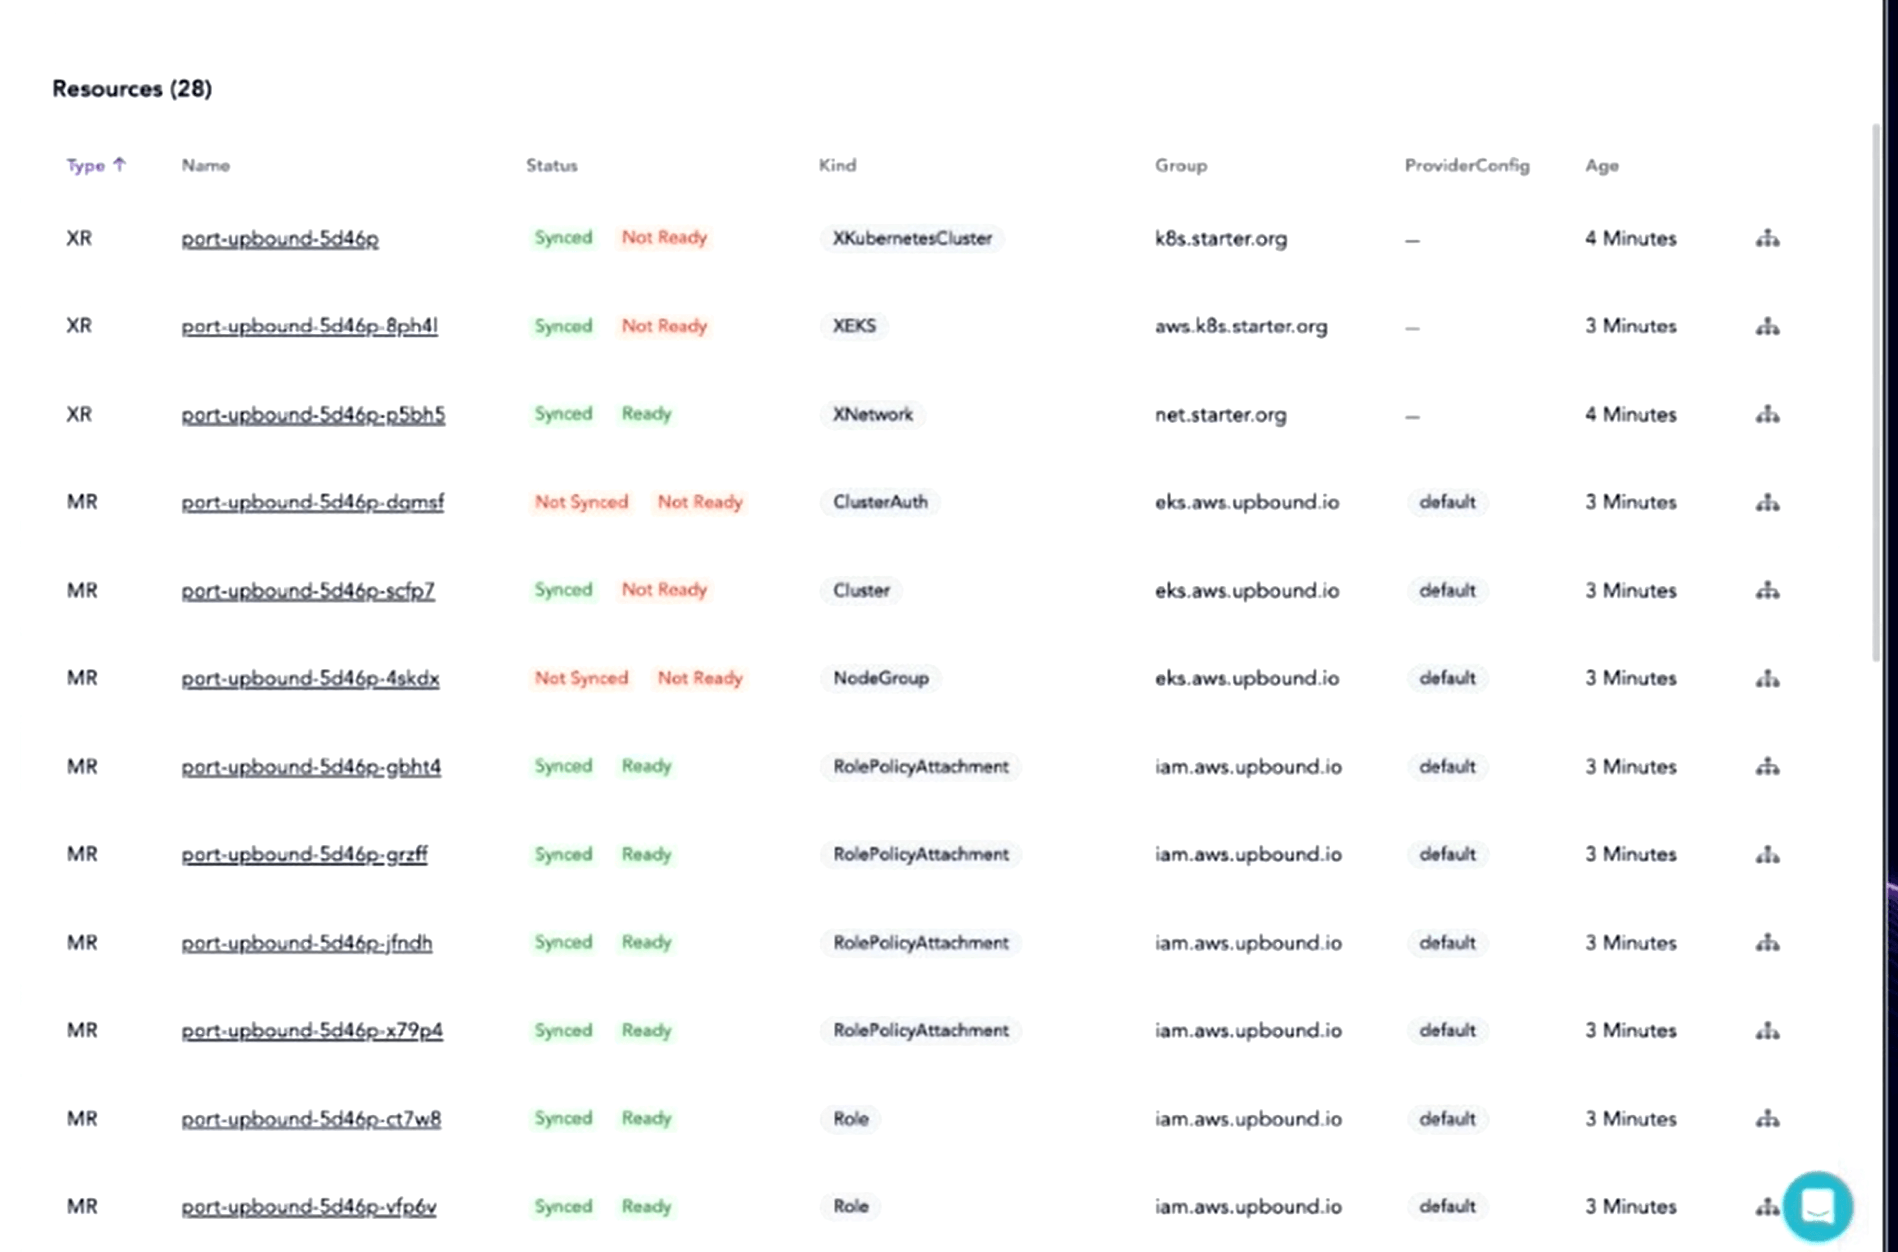 Resources (28)
Type ↑ Name Status Kind Group ProviderConfig Age
XR port-upbound-5d46p Synced Not Ready XKubernetesCluster k8s.starter.org – 4 Minutes
XR port-upbound-5d46p-8ph4l Synced Not Ready XEKS aws.k8s.starter.org – 3 Minutes
XR port-upbound-5d46p-p5bh5 Synced Ready XNetwork net.starter.org – 4 Minutes
MR port-upbound-5d46p-dqmsf Not Synced Not Ready ClusterAuth eks.aws.upbound.io default 3 Minutes
MR port-upbound-5d46p-scfp7 Synced Not Ready Cluster eks.aws.upbound.io default 3 Minutes
MR port-upbound-5d46p-4skdx Not Synced Not Ready NodeGroup eks.aws.upbound.io default 3 Minutes
MR port-upbound-5d46p-gbht4 Synced Ready RolePolicyAttachment iam.aws.upbound.io default 3 Minutes
MR port-upbound-5d46p-grzff Synced Ready RolePolicyAttachment iam.aws.upbound.io default 3 Minutes
MR port-upbound-5d46p-jfndh Synced Ready RolePolicyAttachment iam.aws.upbound.io default 3 Minutes
MR port-upbound-5d46p-x79p4 Synced Ready RolePolicyAttachment iam.aws.upbound.io default 3 Minutes
MR port-upbound-5d46p-ct7w8 Synced Ready Role iam.aws.upbound.io default 3 Minutes
MR port-upbound-5d46p-vfp6v Synced Ready Role iam.aws.upbound.io default 3 Minutes